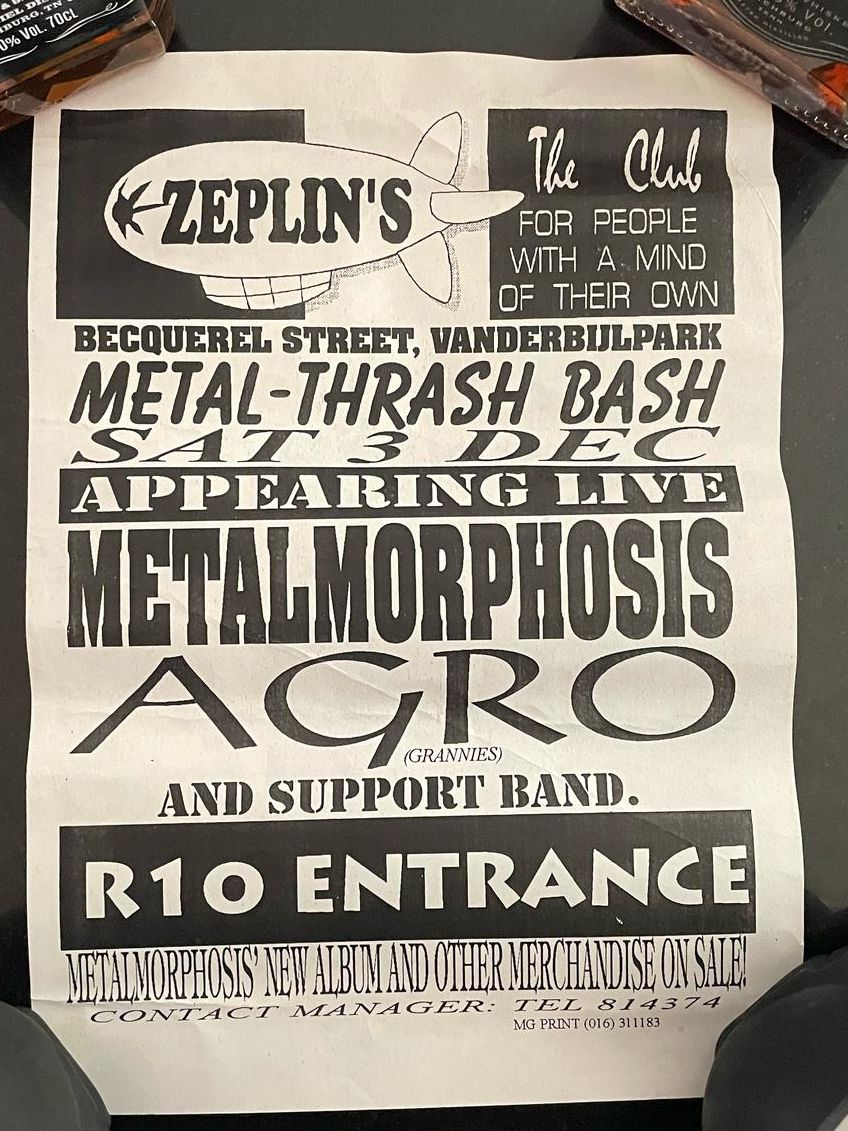 ZEPLIN'S
The Club
FOR PEOPLE
WITH A MIND
OF THEIR OWN
BECQUEREL STREET, VANDERBIJLPARK
METAL-THRASH BASH
SAT 3 DEC
APPEARING LIVE
METALMORPHOSIS
AGRO
(GRANNIES)
AND SUPPORT BAND.
R10 ENTRANCE
METALMORPHOSIS' NEW ALBUM AND OTHER MERCHANDISE ON SALE!
CONTACT MANAGER: TEL 814374
MG PRINT (016) 311183
VOL. 70cl